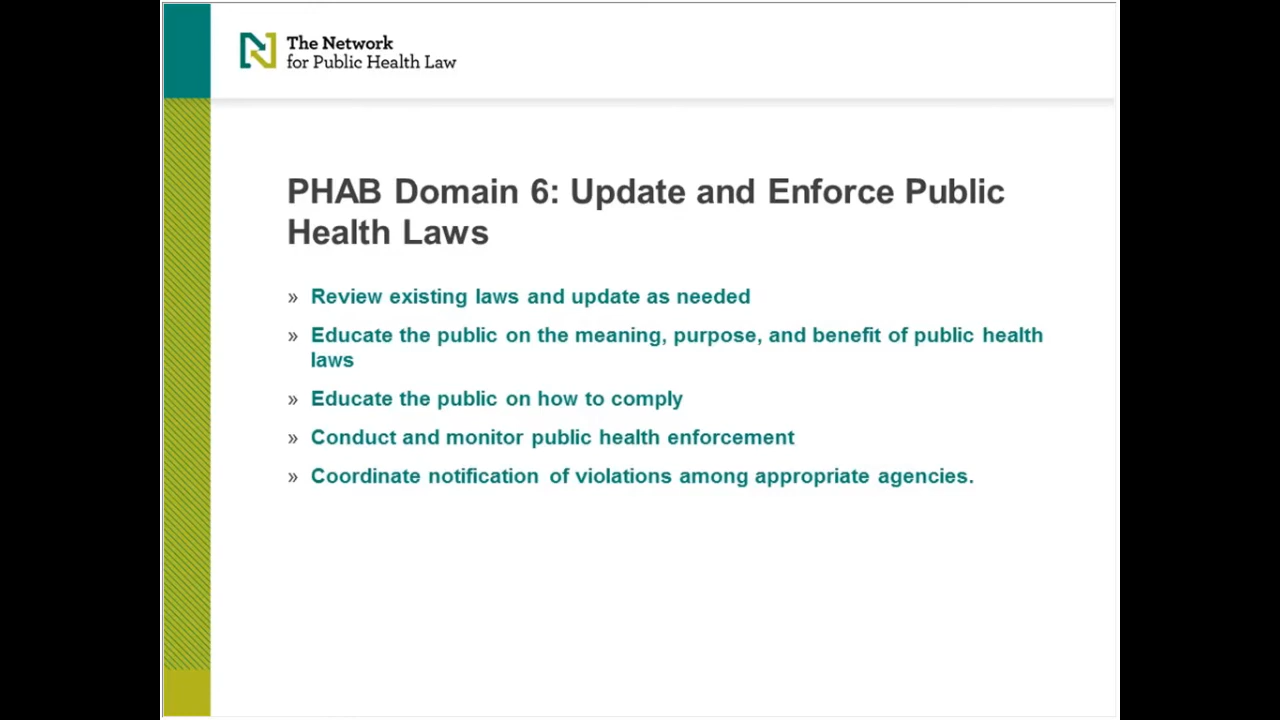 The Network
for Public Health Law
PHAB Domain 6: Update and Enforce Public
Health Laws
» Review existing laws and update as needed
» Educate the public on the meaning, purpose, and benefit of public health
laws
» Educate the public on how to comply
» Conduct and monitor public health enforcement
» Coordinate notification of violations among appropriate agencies.